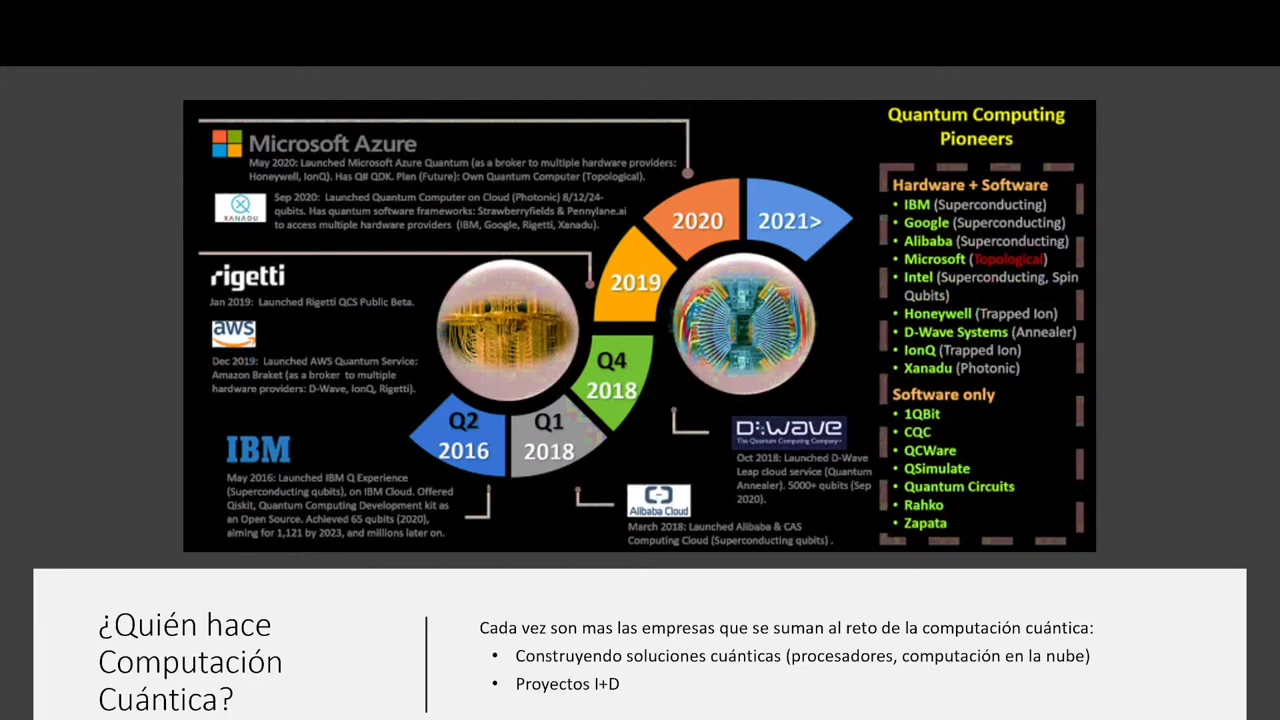 Microsoft Azure
May 2020: Launched Microsoft Azure Quantum (as a broker to multiple hardware providers:
Honeywell, IonQ). Has Q# QDK. Plan (Future): Own Quantum Computer (Topological).
XANADU
Sep 2020: Launched Quantum Computer on Cloud (Photonic) 8/12/24-
qubits. Has quantum software frameworks: Strawberryfields & Pennylane.ai
to access multiple hardware providers (IBM, Google, Rigetti, Xanadu).
rigetti
Jan 2019: Launched Rigetti QCS Public Beta.
aws
Dec 2019: Launched AWS Quantum Service:
Amazon Braket (as a broker to multiple
hardware providers: D-Wave, IonQ, Rigetti).
IBM
May 2016: Launched IBM Q Experience
(Superconducting qubits), on IBM Cloud. Offered
Qiskit, Quantum Computing Development kit as
an Open Source. Achieved 65 qubits (2020),
aiming for 1,121 by 2023, and millions later on.
Q2
2016
Q1
2018
Q4
2018
2019
2020
2021>
Alibaba Cloud
March 2018: Launched Alibaba & CAS
Computing Cloud (Superconducting qubits) .
D:WAVE
The Quantum Computing Company
Oct 2018: Launched D-Wave
Leap cloud service (Quantum
Annealer). 5000+ qubits (Sep
2020).
Quantum Computing
Pioneers
Hardware + Software
• IBM (Superconducting)
• Google (Superconducting)
• Alibaba (Superconducting)
• Microsoft (Topological)
• Intel (Superconducting, Spin
Qubits)
• Honeywell (Trapped Ion)
• D-Wave Systems (Annealer)
• IonQ (Trapped Ion)
• Xanadu (Photonic)
Software only
• 1QBit
• CQC
• QCWare
• QSimulate
• Quantum Circuits
• Rahko
• Zapata
¿Quién hace
Computación
Cuántica?
Cada vez son mas las empresas que se suman al reto de la computación cuántica:
• Construyendo soluciones cuánticas (procesadores, computación en la nube)
• Proyectos I+D